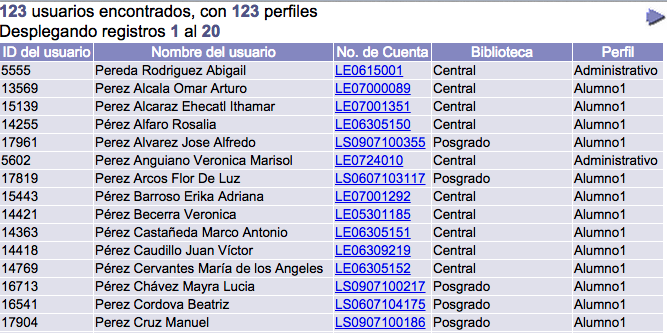 123 usuarios encontrados, con 123 perfiles
Desplegando registros 1 al 20
ID del usuario Nombre del usuario No. de Cuenta Biblioteca Perfil
5555 Pereda Rodriguez Abigail LE0615001 Central Administrativo
13569 Perez Alcala Omar Arturo LE07000089 Central Alumno1
15139 Perez Alcaraz Ehecatl Ithamar LE07001351 Central Alumno1
14255 Pérez Alfaro Rosalia LE06305150 Central Alumno1
17961 Perez Alvarez Jose Alfredo LS0907100355 Posgrado Alumno1
5602 Perez Anguiano Veronica Marisol LE0724010 Central Administrativo
17819 Perez Arcos Flor De Luz LS0607103117 Posgrado Alumno1
15443 Pérez Barroso Erika Adriana LE07001292 Central Alumno1
14421 Pérez Becerra Veronica LE05301185 Central Alumno1
14363 Pérez Castañeda Marco Antonio LE06305151 Central Alumno1
14418 Pérez Caudillo Juan Víctor LE06309219 Central Alumno1
14769 Pérez Cervantes María de los Angeles LE06305152 Central Alumno1
16713 Pérez Chávez Mayra Lucia LS0907100217 Posgrado Alumno1
16541 Perez Cordova Beatriz LS0607104175 Posgrado Alumno1
17904 Perez Cruz Manuel LS0907100186 Posgrado Alumno1